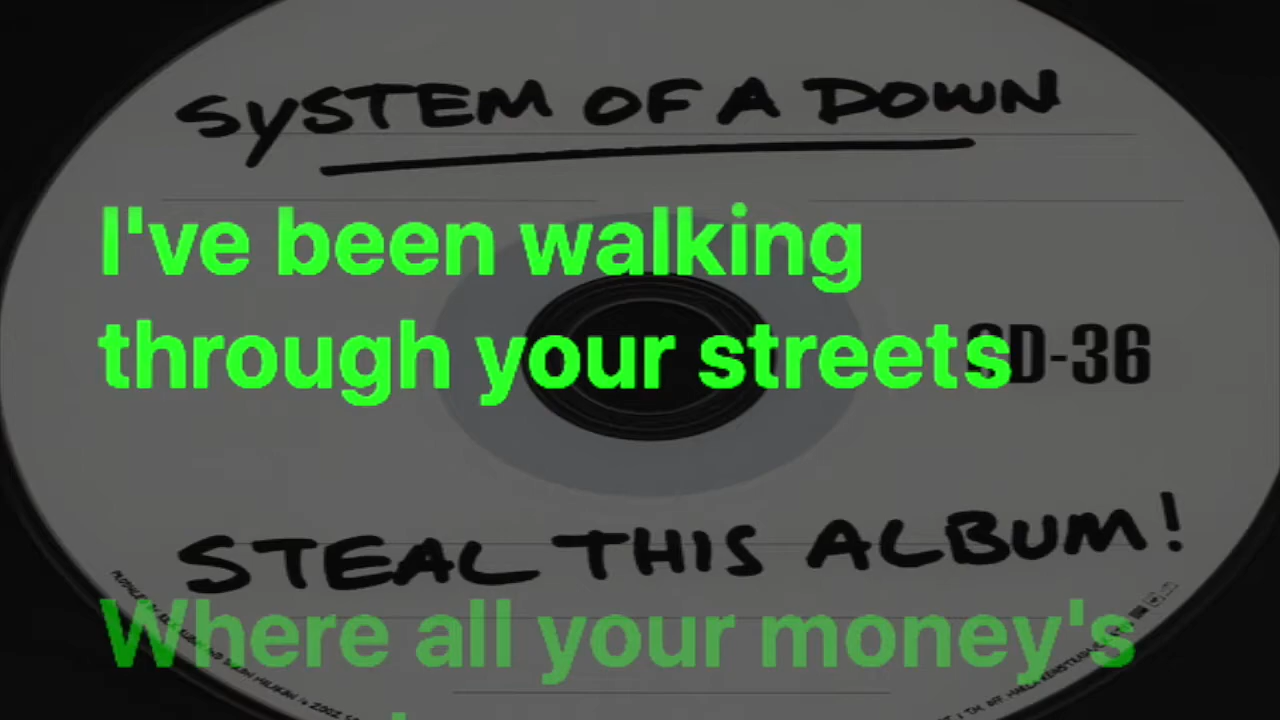 SYSTEM OF A DOWN
I've been walking
through your streets
CD-36
STEAL THIS ALBUM!
Where all your money's